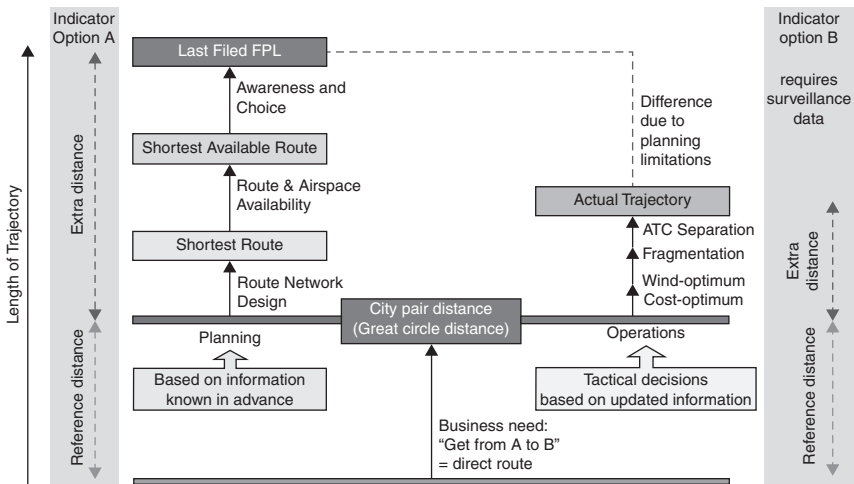 Indicator
Option A
Indicator
option B
requires
surveillance
data
Length of Trajectory
Extra distance
Reference distance
Last Filed FPL
Awareness and
Choice
Shortest Available Route
Route & Airspace
Availability
Shortest Route
Route Network
Design
Difference
due to
planning
limitations
Actual Trajectory
ATC Separation
Fragmentation
Wind-optimum
Cost-optimum
City pair distance
(Great circle distance)
Planning
Based on information
known in advance
Operations
Tactical decisions
based on updated information
Business need:
“Get from A to B”
= direct route
Extra
distance
Reference distance